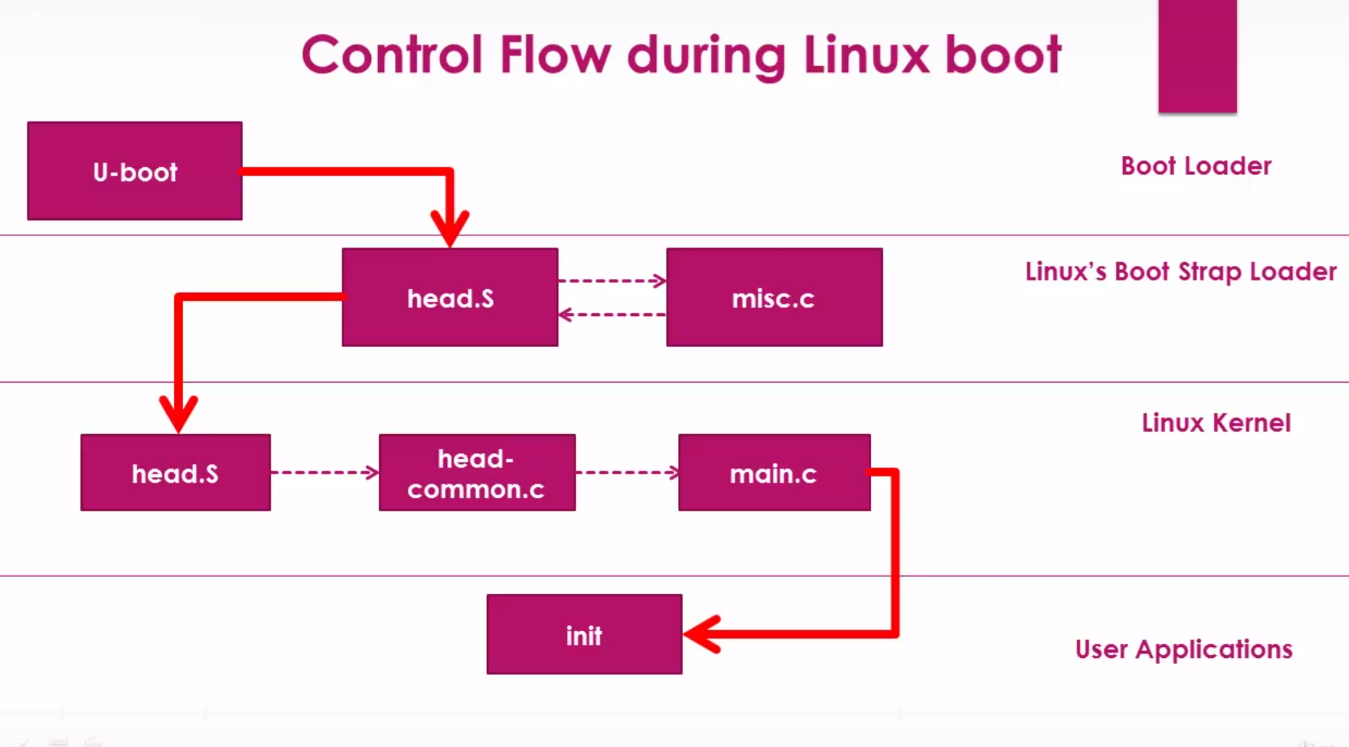 Control Flow during Linux boot
U-boot
Boot Loader
head.S
misc.c
Linux's Boot Strap Loader
Linux Kernel
head.S
head-
common.c
main.c
init
User Applications